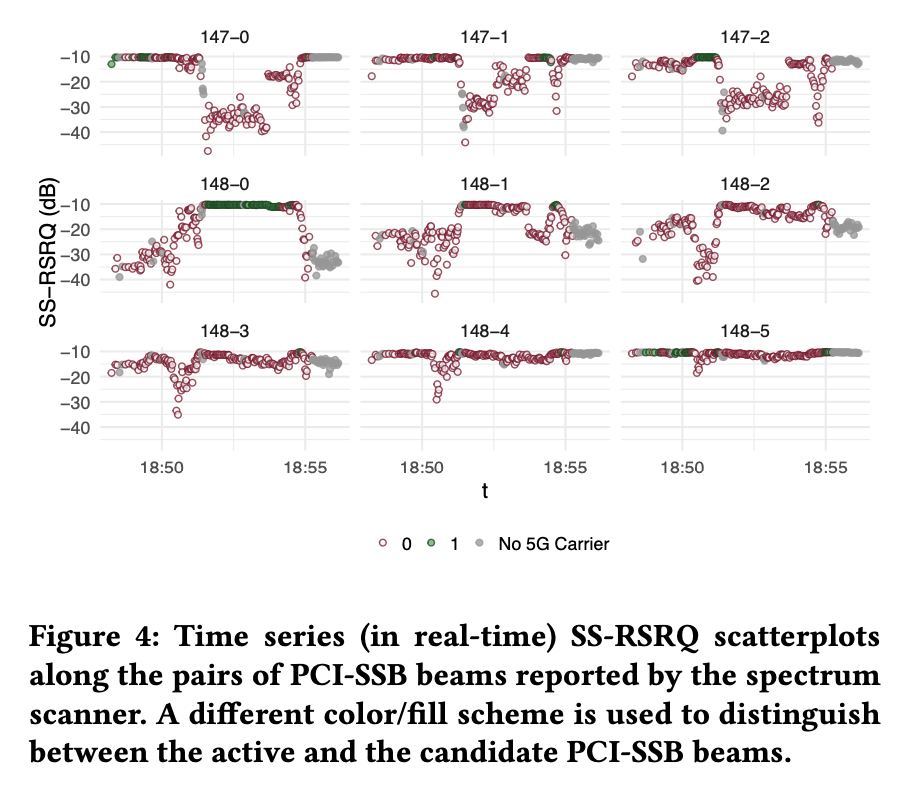 147−0 147−1 147−2
−10
−20
−30
−40
148−0 148−1 148−2
−10
−20
−30
−40
SS−RSRQ (dB)
148−3 148−4 148−5
−10
−20
−30
−40
18:50 18:55 18:50 18:55 18:50 18:55
t
0 1 No 5G Carrier
Figure 4: Time series (in real-time) SS-RSRQ scatterplots
along the pairs of PCI-SSB beams reported by the spectrum
scanner. A different color/fill scheme is used to distinguish
between the active and the candidate PCI-SSB beams.